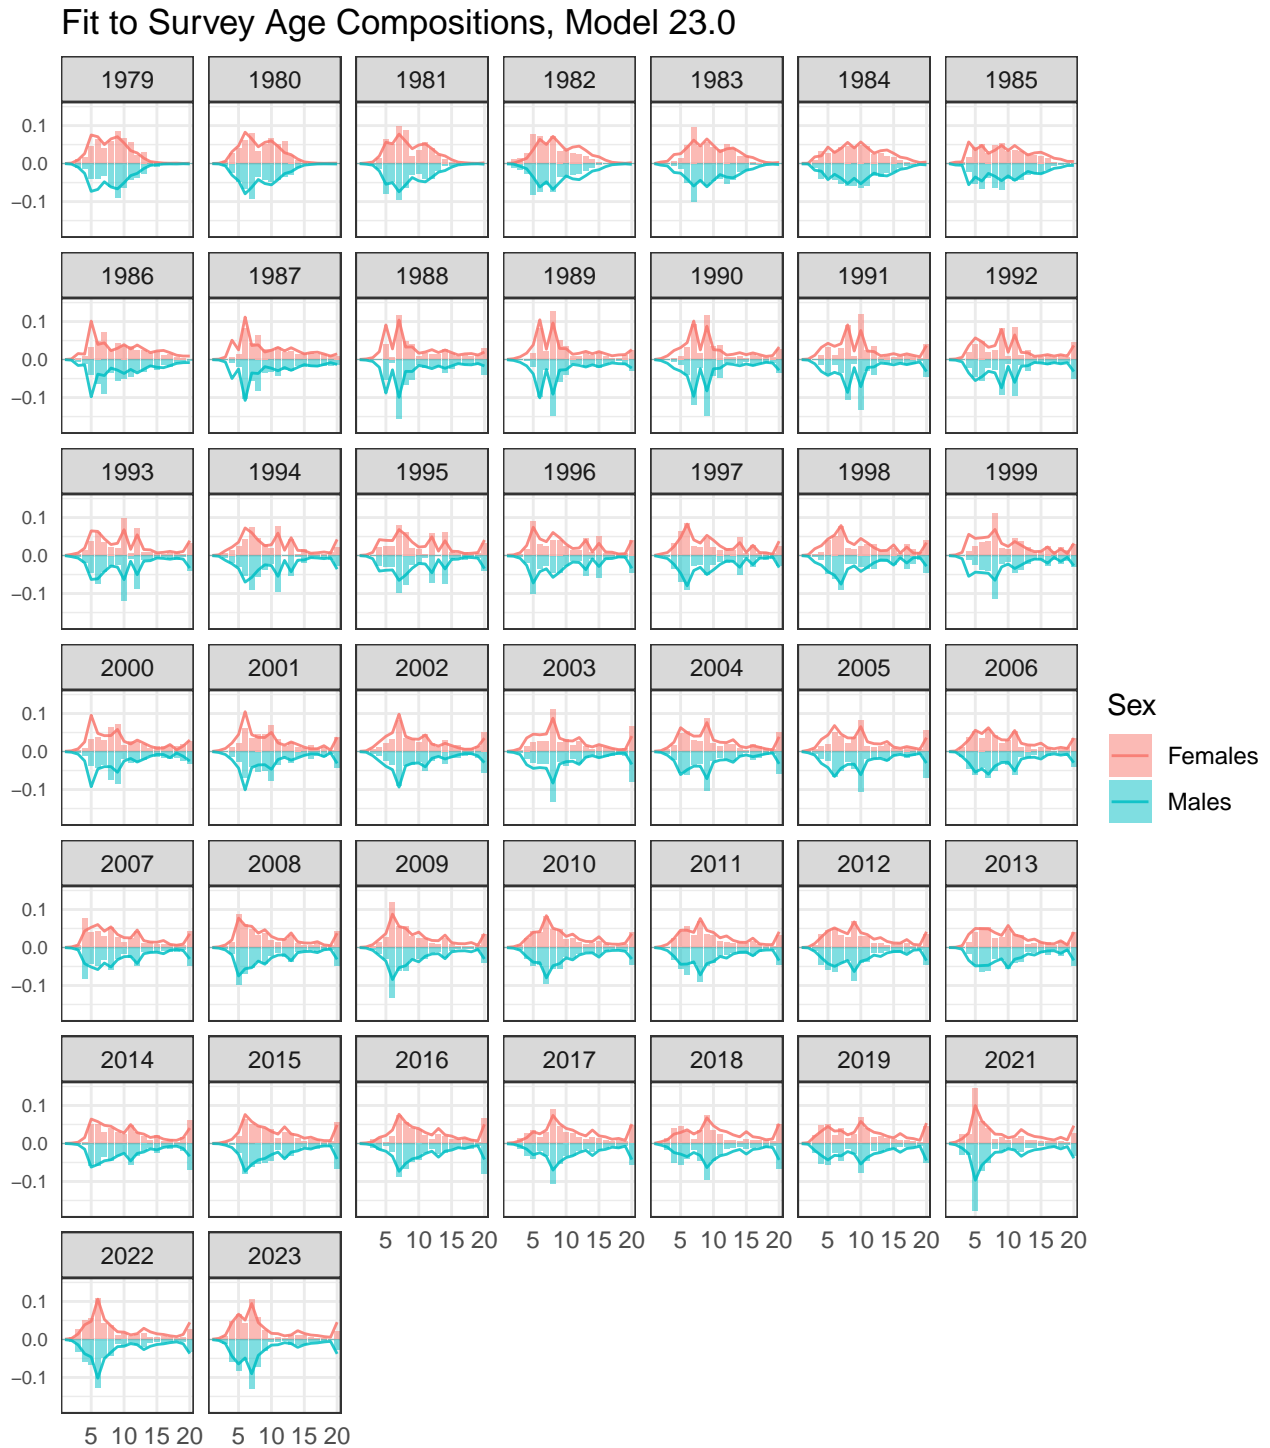 Fit to Survey Age Compositions, Model 23.0
1979 1980 1981 1982 1983 1984 1985
0.1
0.0
−0.1
1986 1987 1988 1989 1990 1991 1992
0.1
0.0
−0.1
1993 1994 1995 1996 1997 1998 1999
0.1
0.0
−0.1
2000 2001 2002 2003 2004 2005 2006
0.1
0.0
−0.1
Sex
Females
Males
2007 2008 2009 2010 2011 2012 2013
0.1
0.0
−0.1
2014 2015 2016 2017 2018 2019 2021
0.1
0.0
−0.1
5 10 15 20 5 10 15 20 5 10 15 20 5 10 15 20 5 10 15 20
2022 2023
0.1
0.0
−0.1
5 10 15 20 5 10 15 20